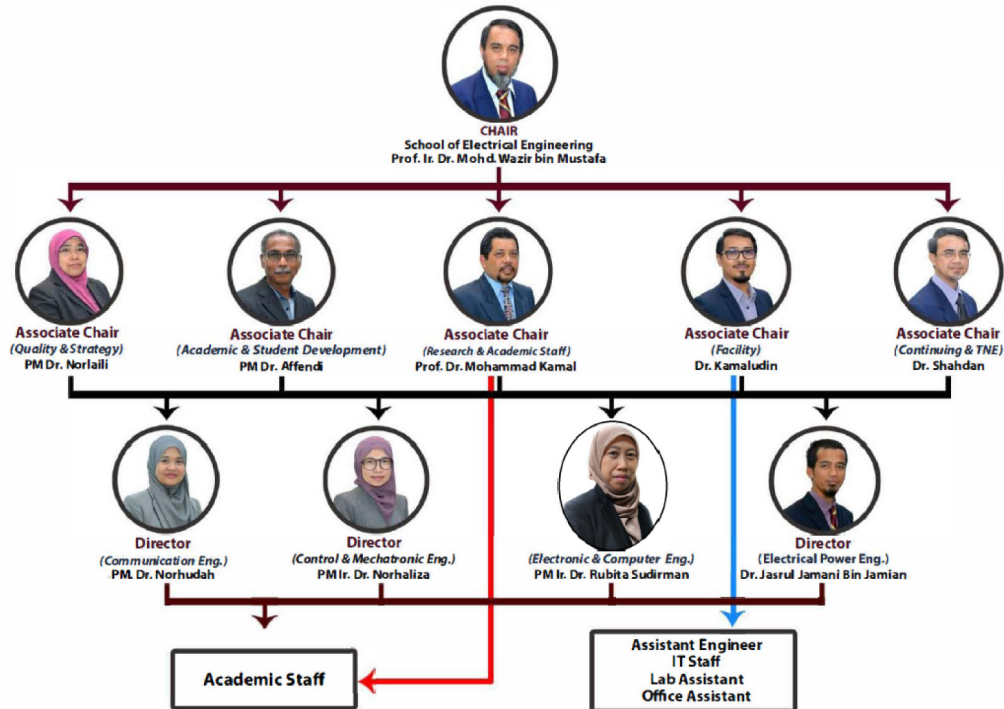 CHAIR
School of Electrical Engineering
Prof. Ir. Dr. Mohd. Wazir bin Mustafa
Associate Chair
(Quality & Strategy)
PM Dr. Norlaili
Associate Chair
(Academic & Student Development)
PM Dr. Affendi
Associate Chair
(Research & Academic Staff)
Prof. Dr. Mohammad Kamal
Associate Chair
(Facility)
Dr. Kamaludin
Associate Chair
(Continuing & TNE)
Dr. Shahdan
Director
(Communication Eng.)
PM. Dr. Norhudah
Director
(Control & Mechatronic Eng.)
PM Ir. Dr. Norhaliza
(Electronic & Computer Eng.)
PM Ir. Dr. Rubita Sudirman
Director
(Electrical Power Eng.)
Dr. Jasrul Jamani Bin Jamian
Academic Staff
Assistant Engineer
IT Staff
Lab Assistant
Office Assistant